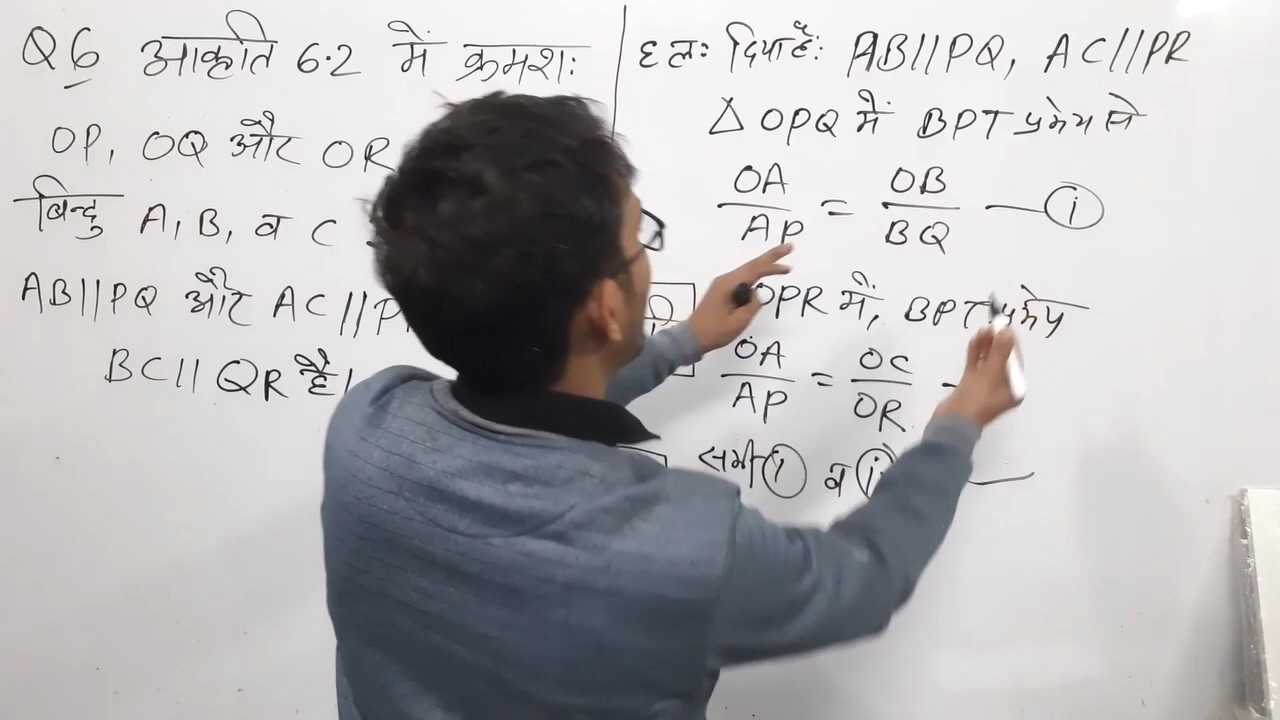 Q6 आकृति 6.2 में क्रमशः
OP, OQ और OR
बिन्दु A, B, व C
AB||PQ और AC||P
BC || QR है।
हलः दिया हैः AB||PQ, AC||PR
Δ OPQ में BPT प्रमेय से
OA/AP = OB/BQ — (i)
OPR में, BPT प्रमेय
OA/AP = OC/OR —
समी (i) व